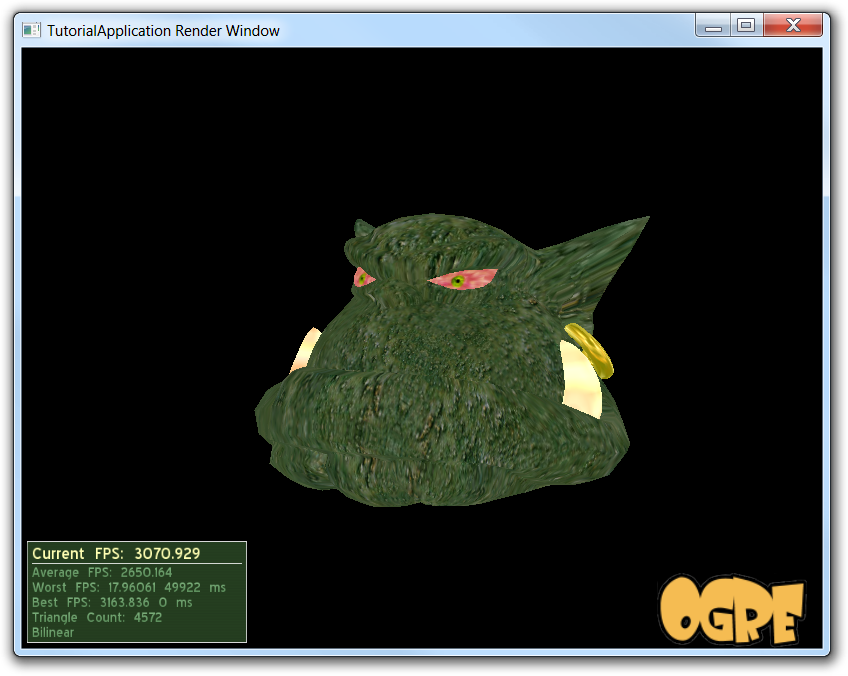 TutorialApplication Render Window
Current FPS: 3070.929
Average FPS: 2650.164
Worst FPS: 17.96061 49922 ms
Best FPS: 3163.836 0 ms
Triangle Count: 4572
Bilinear
OGRE